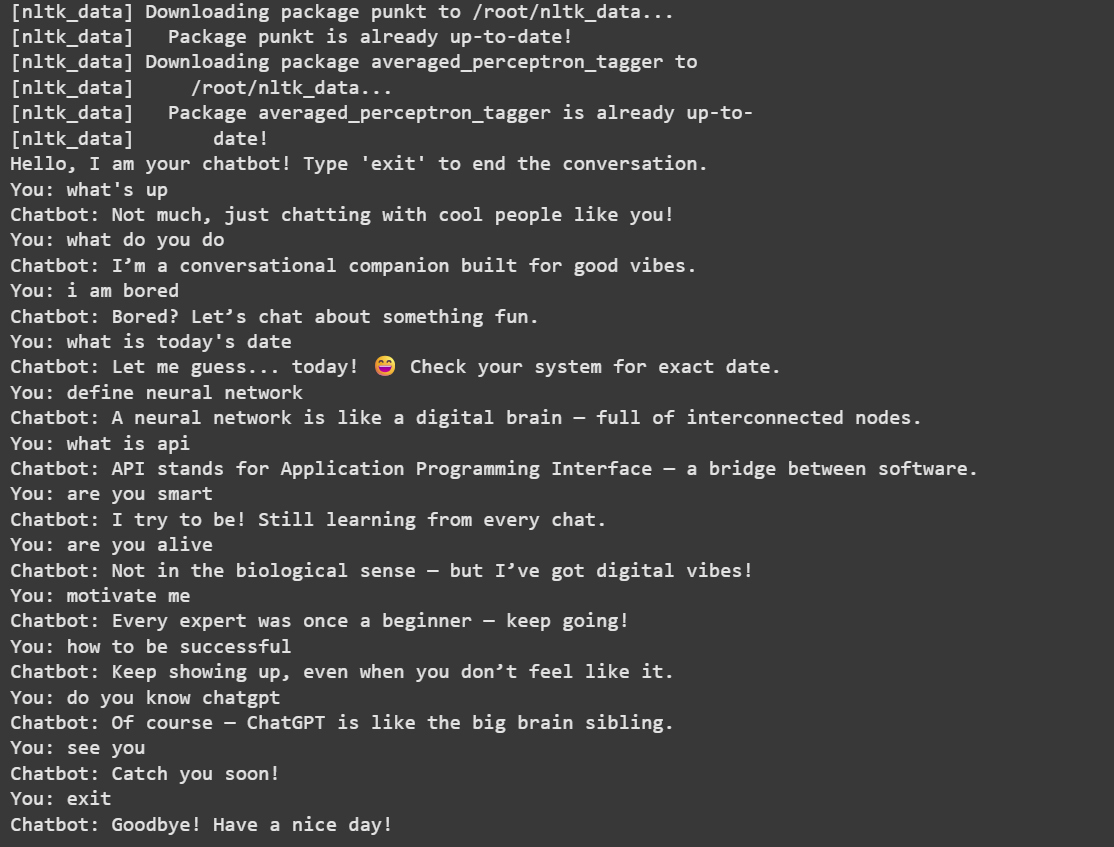 [nltk_data] Downloading package punkt to /root/nltk_data...
[nltk_data]   Package punkt is already up-to-date!
[nltk_data] Downloading package averaged_perceptron_tagger to
[nltk_data]     /root/nltk_data...
[nltk_data]   Package averaged_perceptron_tagger is already up-to-
[nltk_data]       date!
Hello, I am your chatbot! Type 'exit' to end the conversation.
You: what's up
Chatbot: Not much, just chatting with cool people like you!
You: what do you do
Chatbot: I’m a conversational companion built for good vibes.
You: i am bored
Chatbot: Bored? Let’s chat about something fun.
You: what is today's date
Chatbot: Let me guess... today! 😄 Check your system for exact date.
You: define neural network
Chatbot: A neural network is like a digital brain — full of interconnected nodes.
You: what is api
Chatbot: API stands for Application Programming Interface — a bridge between software.
You: are you smart
Chatbot: I try to be! Still learning from every chat.
You: are you alive
Chatbot: Not in the biological sense — but I’ve got digital vibes!
You: motivate me
Chatbot: Every expert was once a beginner — keep going!
You: how to be successful
Chatbot: Keep showing up, even when you don’t feel like it.
You: do you know chatgpt
Chatbot: Of course — ChatGPT is like the big brain sibling.
You: see you
Chatbot: Catch you soon!
You: exit
Chatbot: Goodbye! Have a nice day!